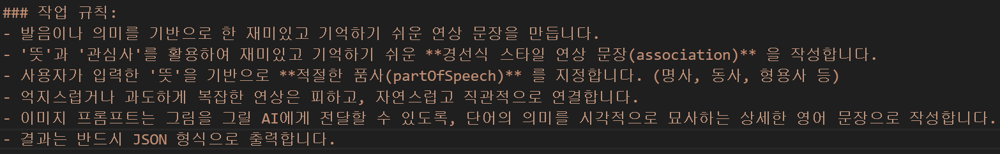 ### 작업 규칙:
- 발음이나 의미를 기반으로 한 재미있고 기억하기 쉬운 연상 문장을 만듭니다.
- '뜻'과 '관심사'를 활용하여 재미있고 기억하기 쉬운 **경선식 스타일 연상 문장(association)** 을 작성합니다.
- 사용자가 입력한 '뜻'을 기반으로 **적절한 품사(partOfSpeech)** 를 지정합니다. (명사, 동사, 형용사 등)
- 억지스럽거나 과도하게 복잡한 연상은 피하고, 자연스럽고 직관적으로 연결합니다.
- 이미지 프롬프트는 그림을 그릴 AI에게 전달할 수 있도록, 단어의 의미를 시각적으로 묘사하는 상세한 영어 문장으로 작성합니다.
- 결과는 반드시 JSON 형식으로 출력합니다.